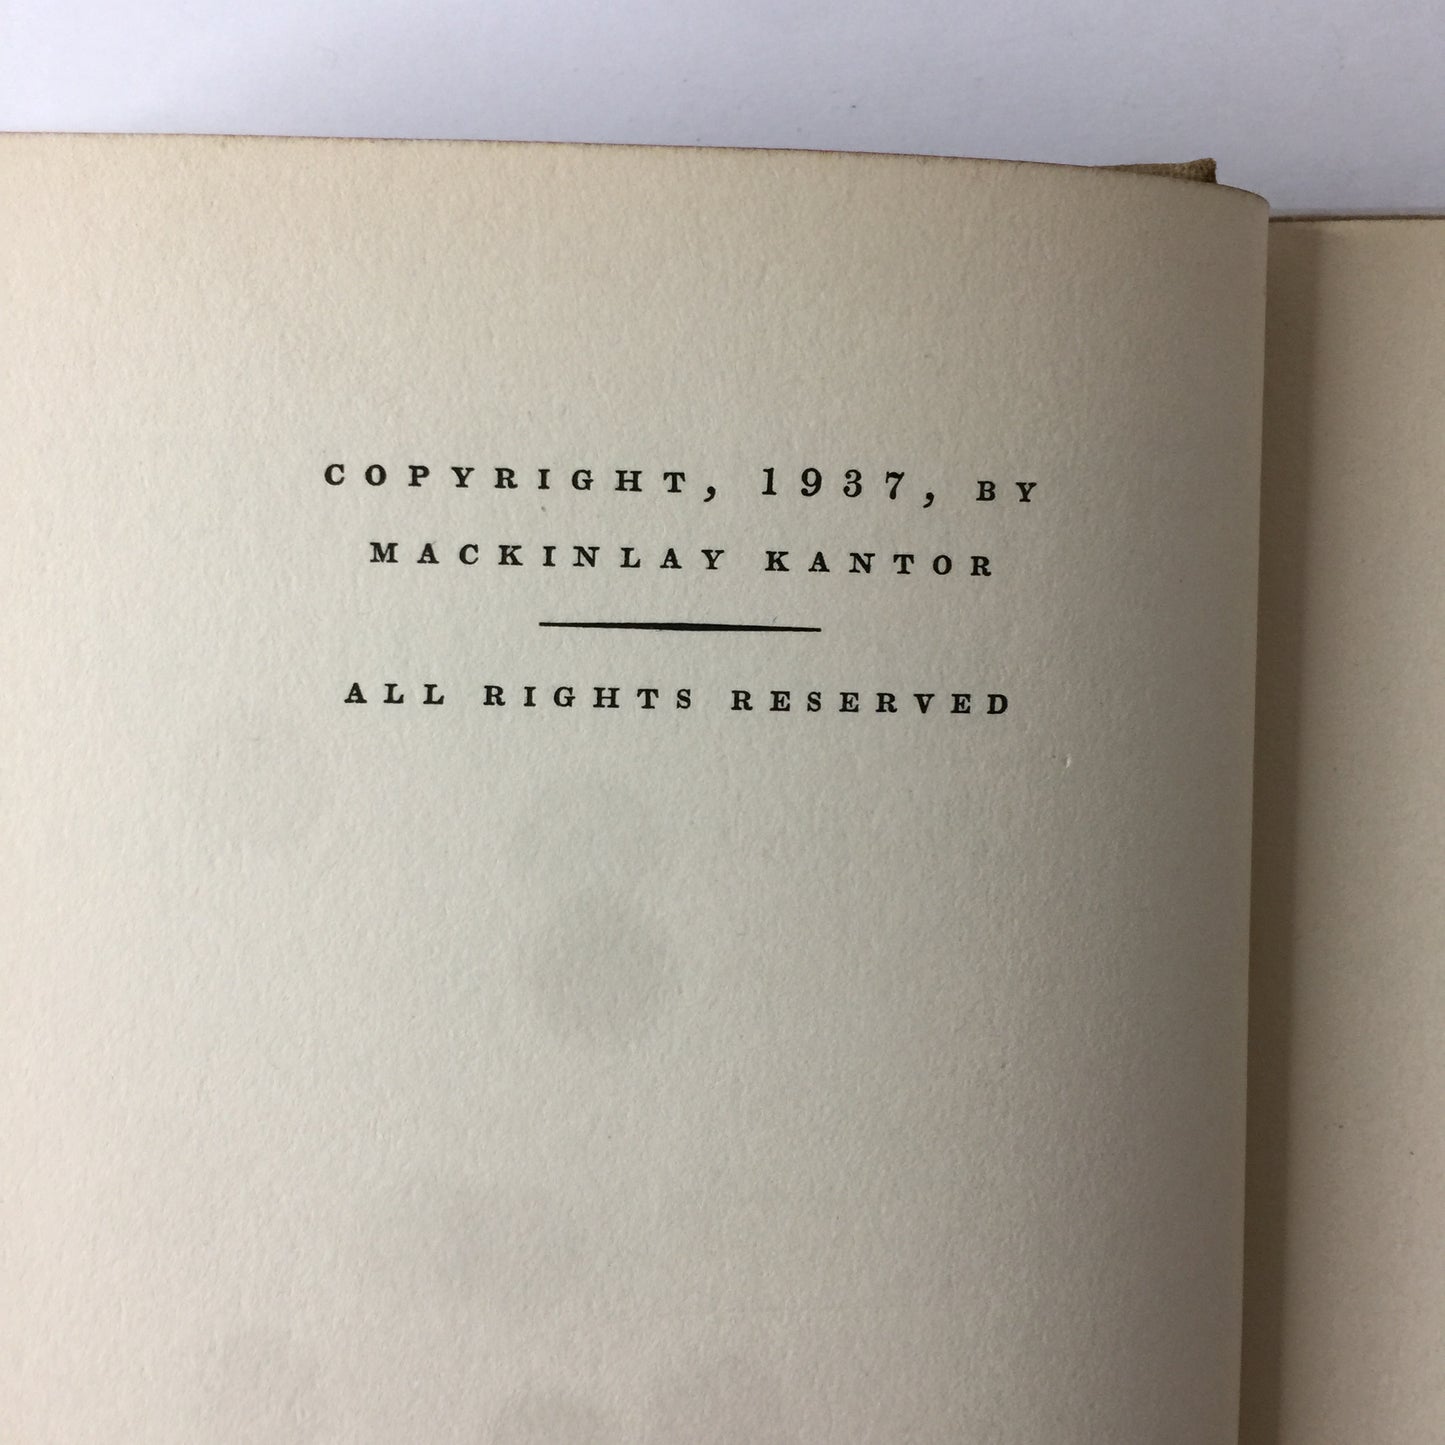 COPYRIGHT, 1937, BY
MACKINLAY KANTOR
ALL RIGHTS RESERVED